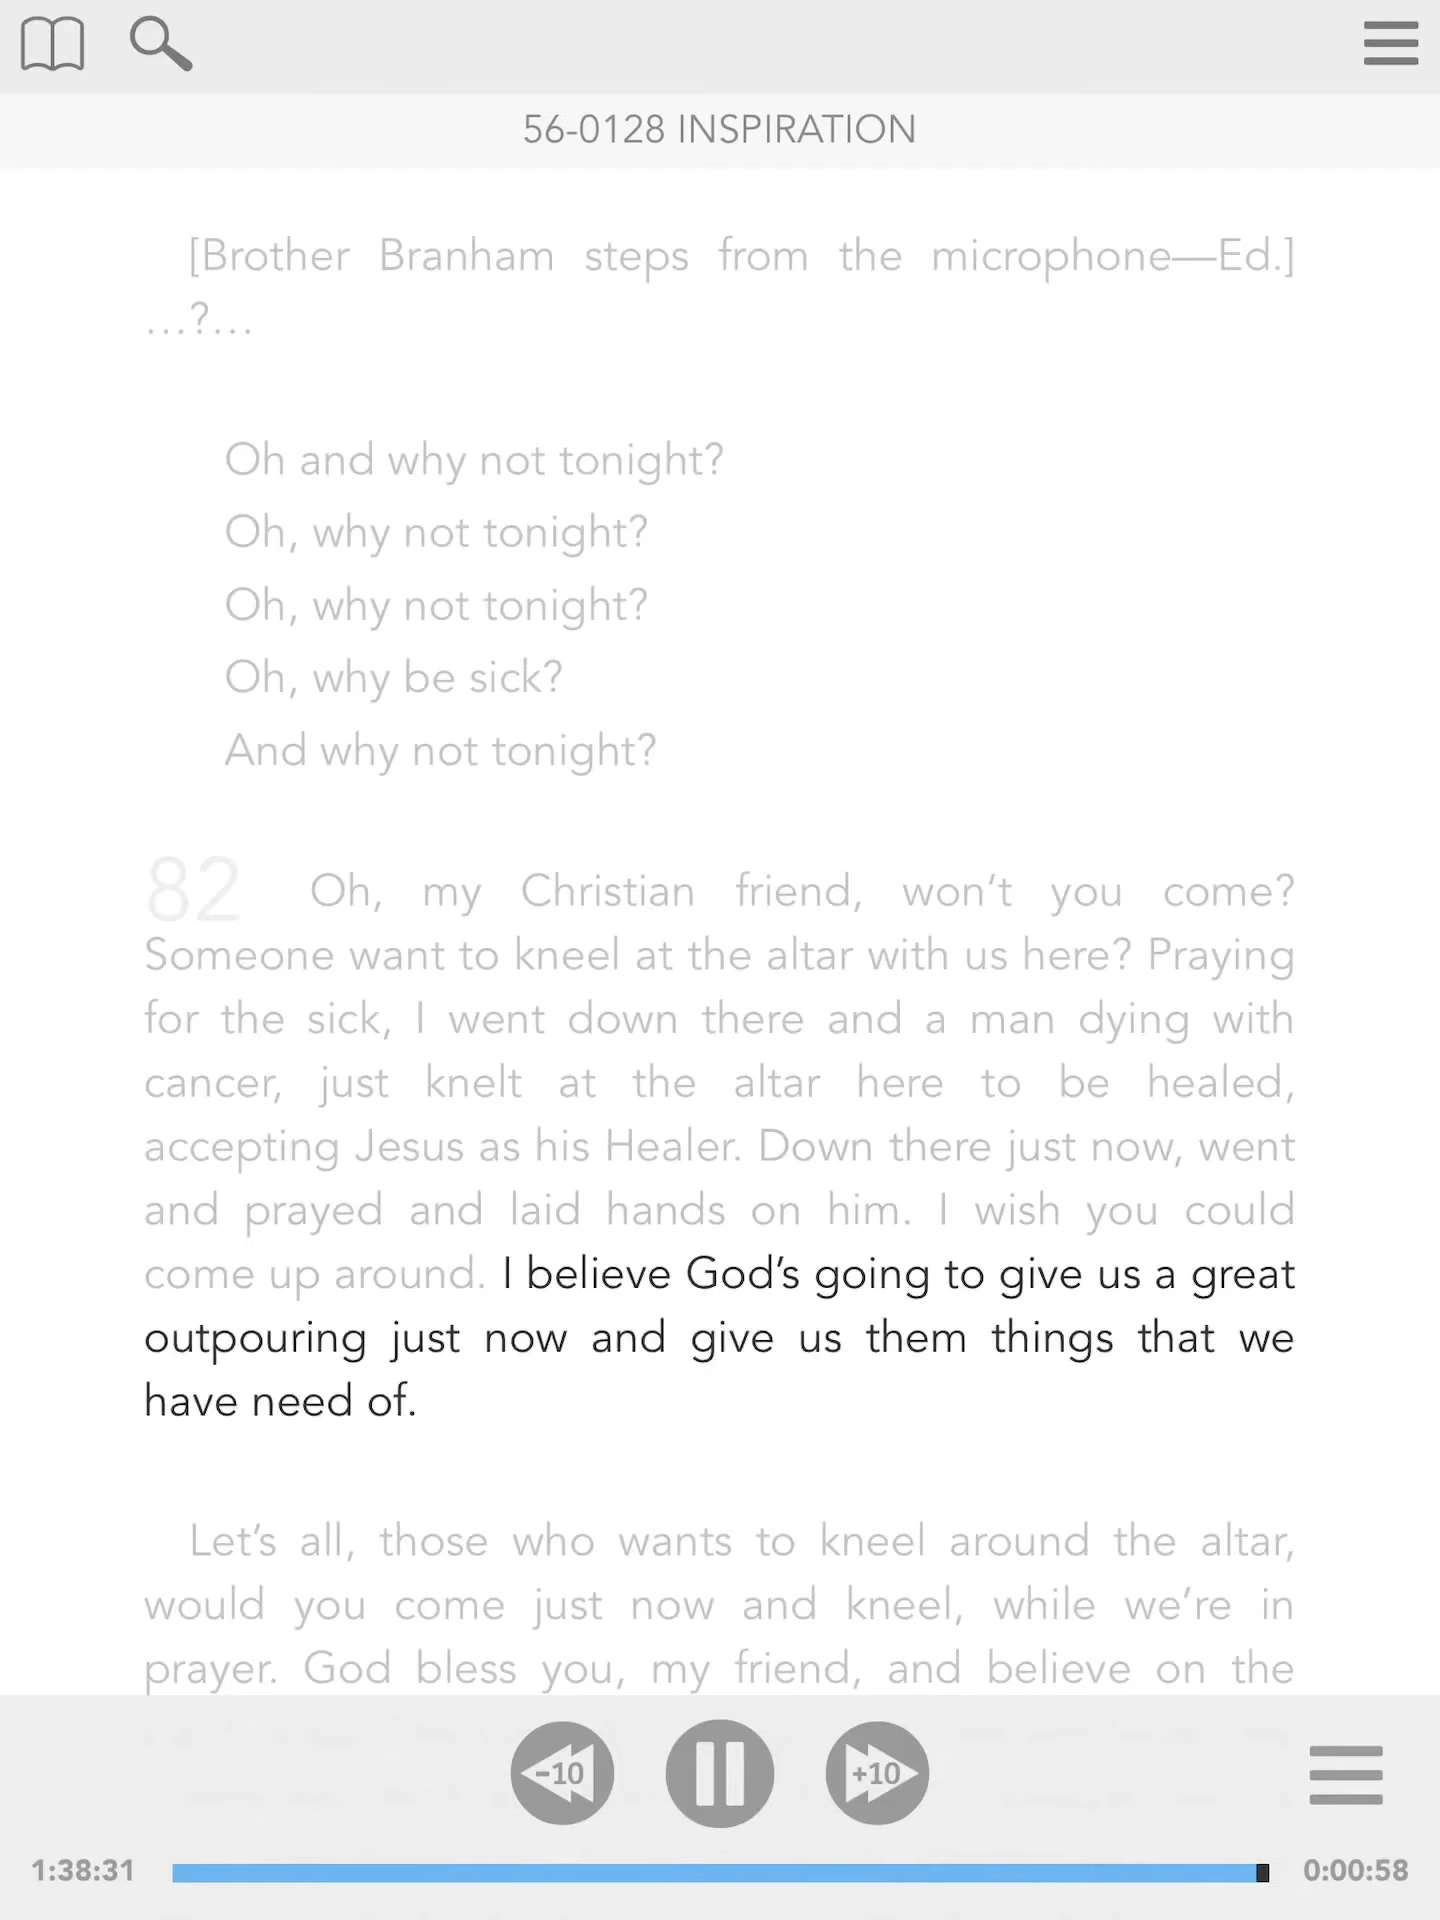 56-0128 INSPIRATION
[Brother Branham steps from the microphone—Ed.]
…?…
Oh and why not tonight?
Oh, why not tonight?
Oh, why not tonight?
Oh, why be sick?
And why not tonight?
82 Oh, my Christian friend, won’t you come?
Someone want to kneel at the altar with us here? Praying
for the sick, I went down there and a man dying with
cancer, just knelt at the altar here to be healed,
accepting Jesus as his Healer. Down there just now, went
and prayed and laid hands on him. I wish you could
come up around. I believe God’s going to give us a great
outpouring just now and give us them things that we
have need of.
Let’s all, those who wants to kneel around the altar,
would you come just now and kneel, while we’re in
prayer. God bless you, my friend, and believe on the
-10 +10
1:38:31 0:00:58